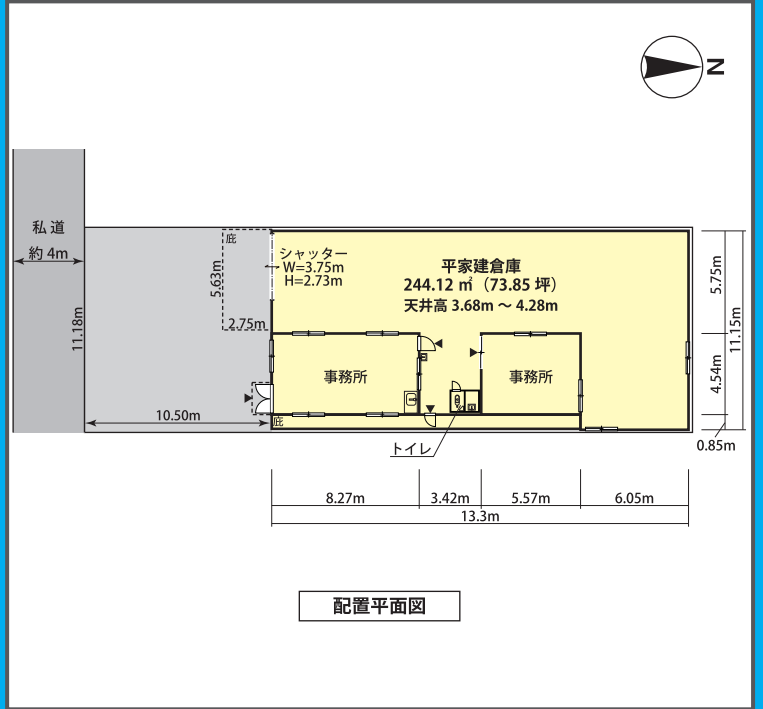 N
私道
約4m
庇
シャッター
W=3.75m
H=2.73m
5.63m
2.75m
平家建倉庫
244.12 ㎡（73.85 坪）
天井高 3.68m ～ 4.28m
5.75m
11.15m
11.18m
事務所
事務所
4.54m
10.50m
庇
トイレ
0.85m
8.27m
3.42m
5.57m
6.05m
13.3m
配置平面図